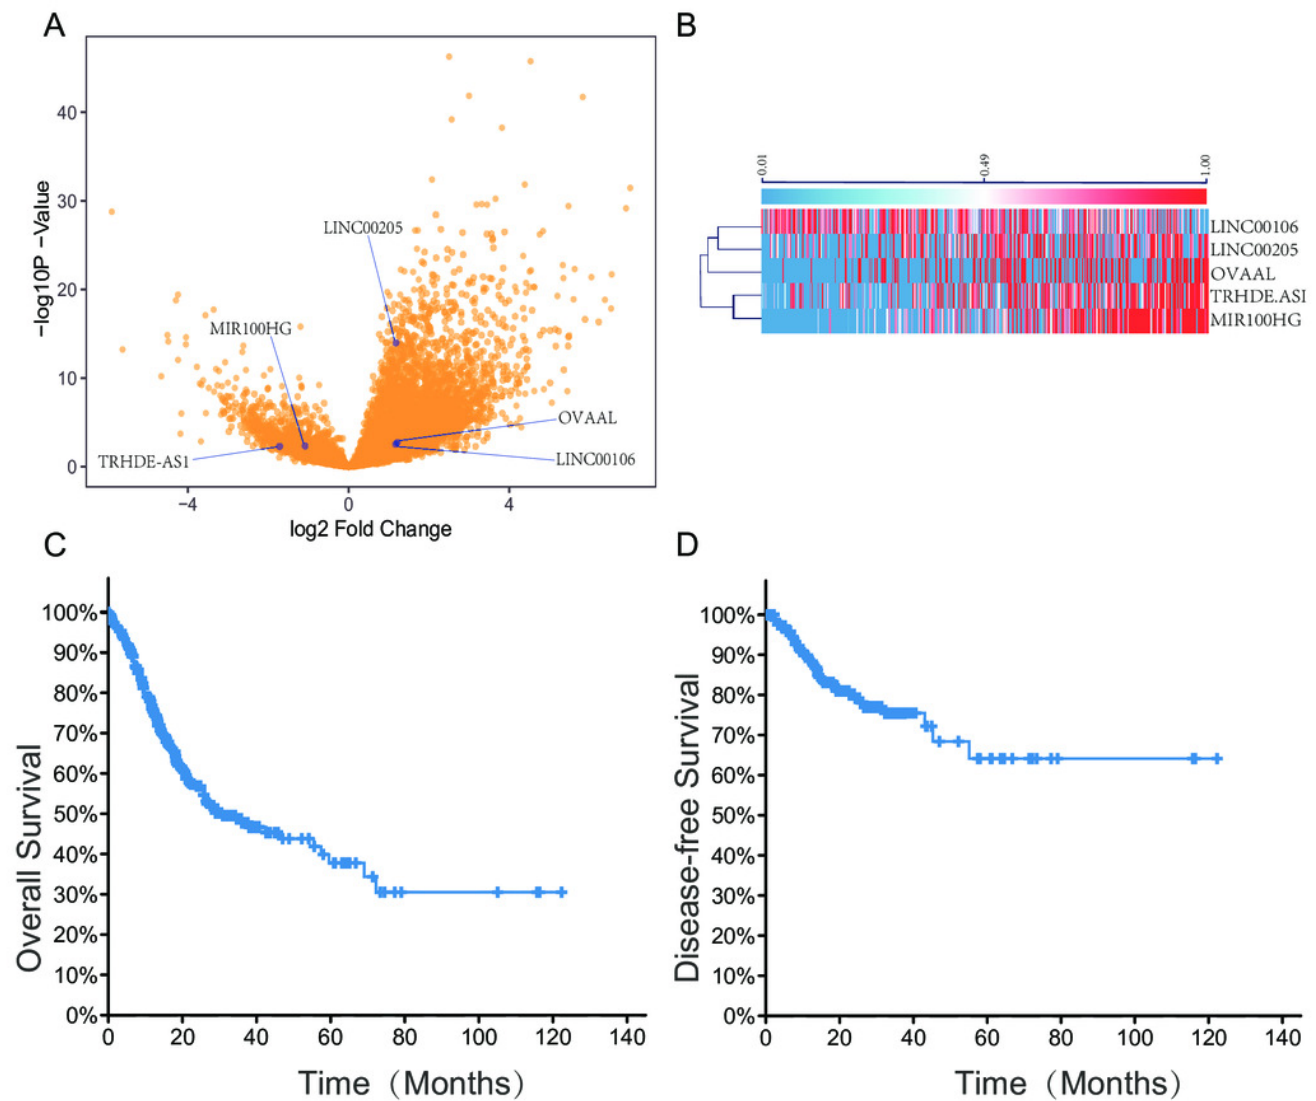 A
−log10P −Value
40
30
20
10
0
LINC00205
MIR100HG
OVAAL
TRHDE-AS1
LINC00106
−4
0
4
log2 Fold Change
B
0.01
0.49
1.00
LINC00106
LINC00205
OVAAL
TRHDE.AS1
MIR100HG
C
Overall Survival
100%
90%
80%
70%
60%
50%
40%
30%
20%
10%
0%
0 20 40 60 80 100 120 140
Time（Months）
D
Disease-free Survival
100%
90%
80%
70%
60%
50%
40%
30%
20%
10%
0%
0 20 40 60 80 100 120 140
Time（Months）